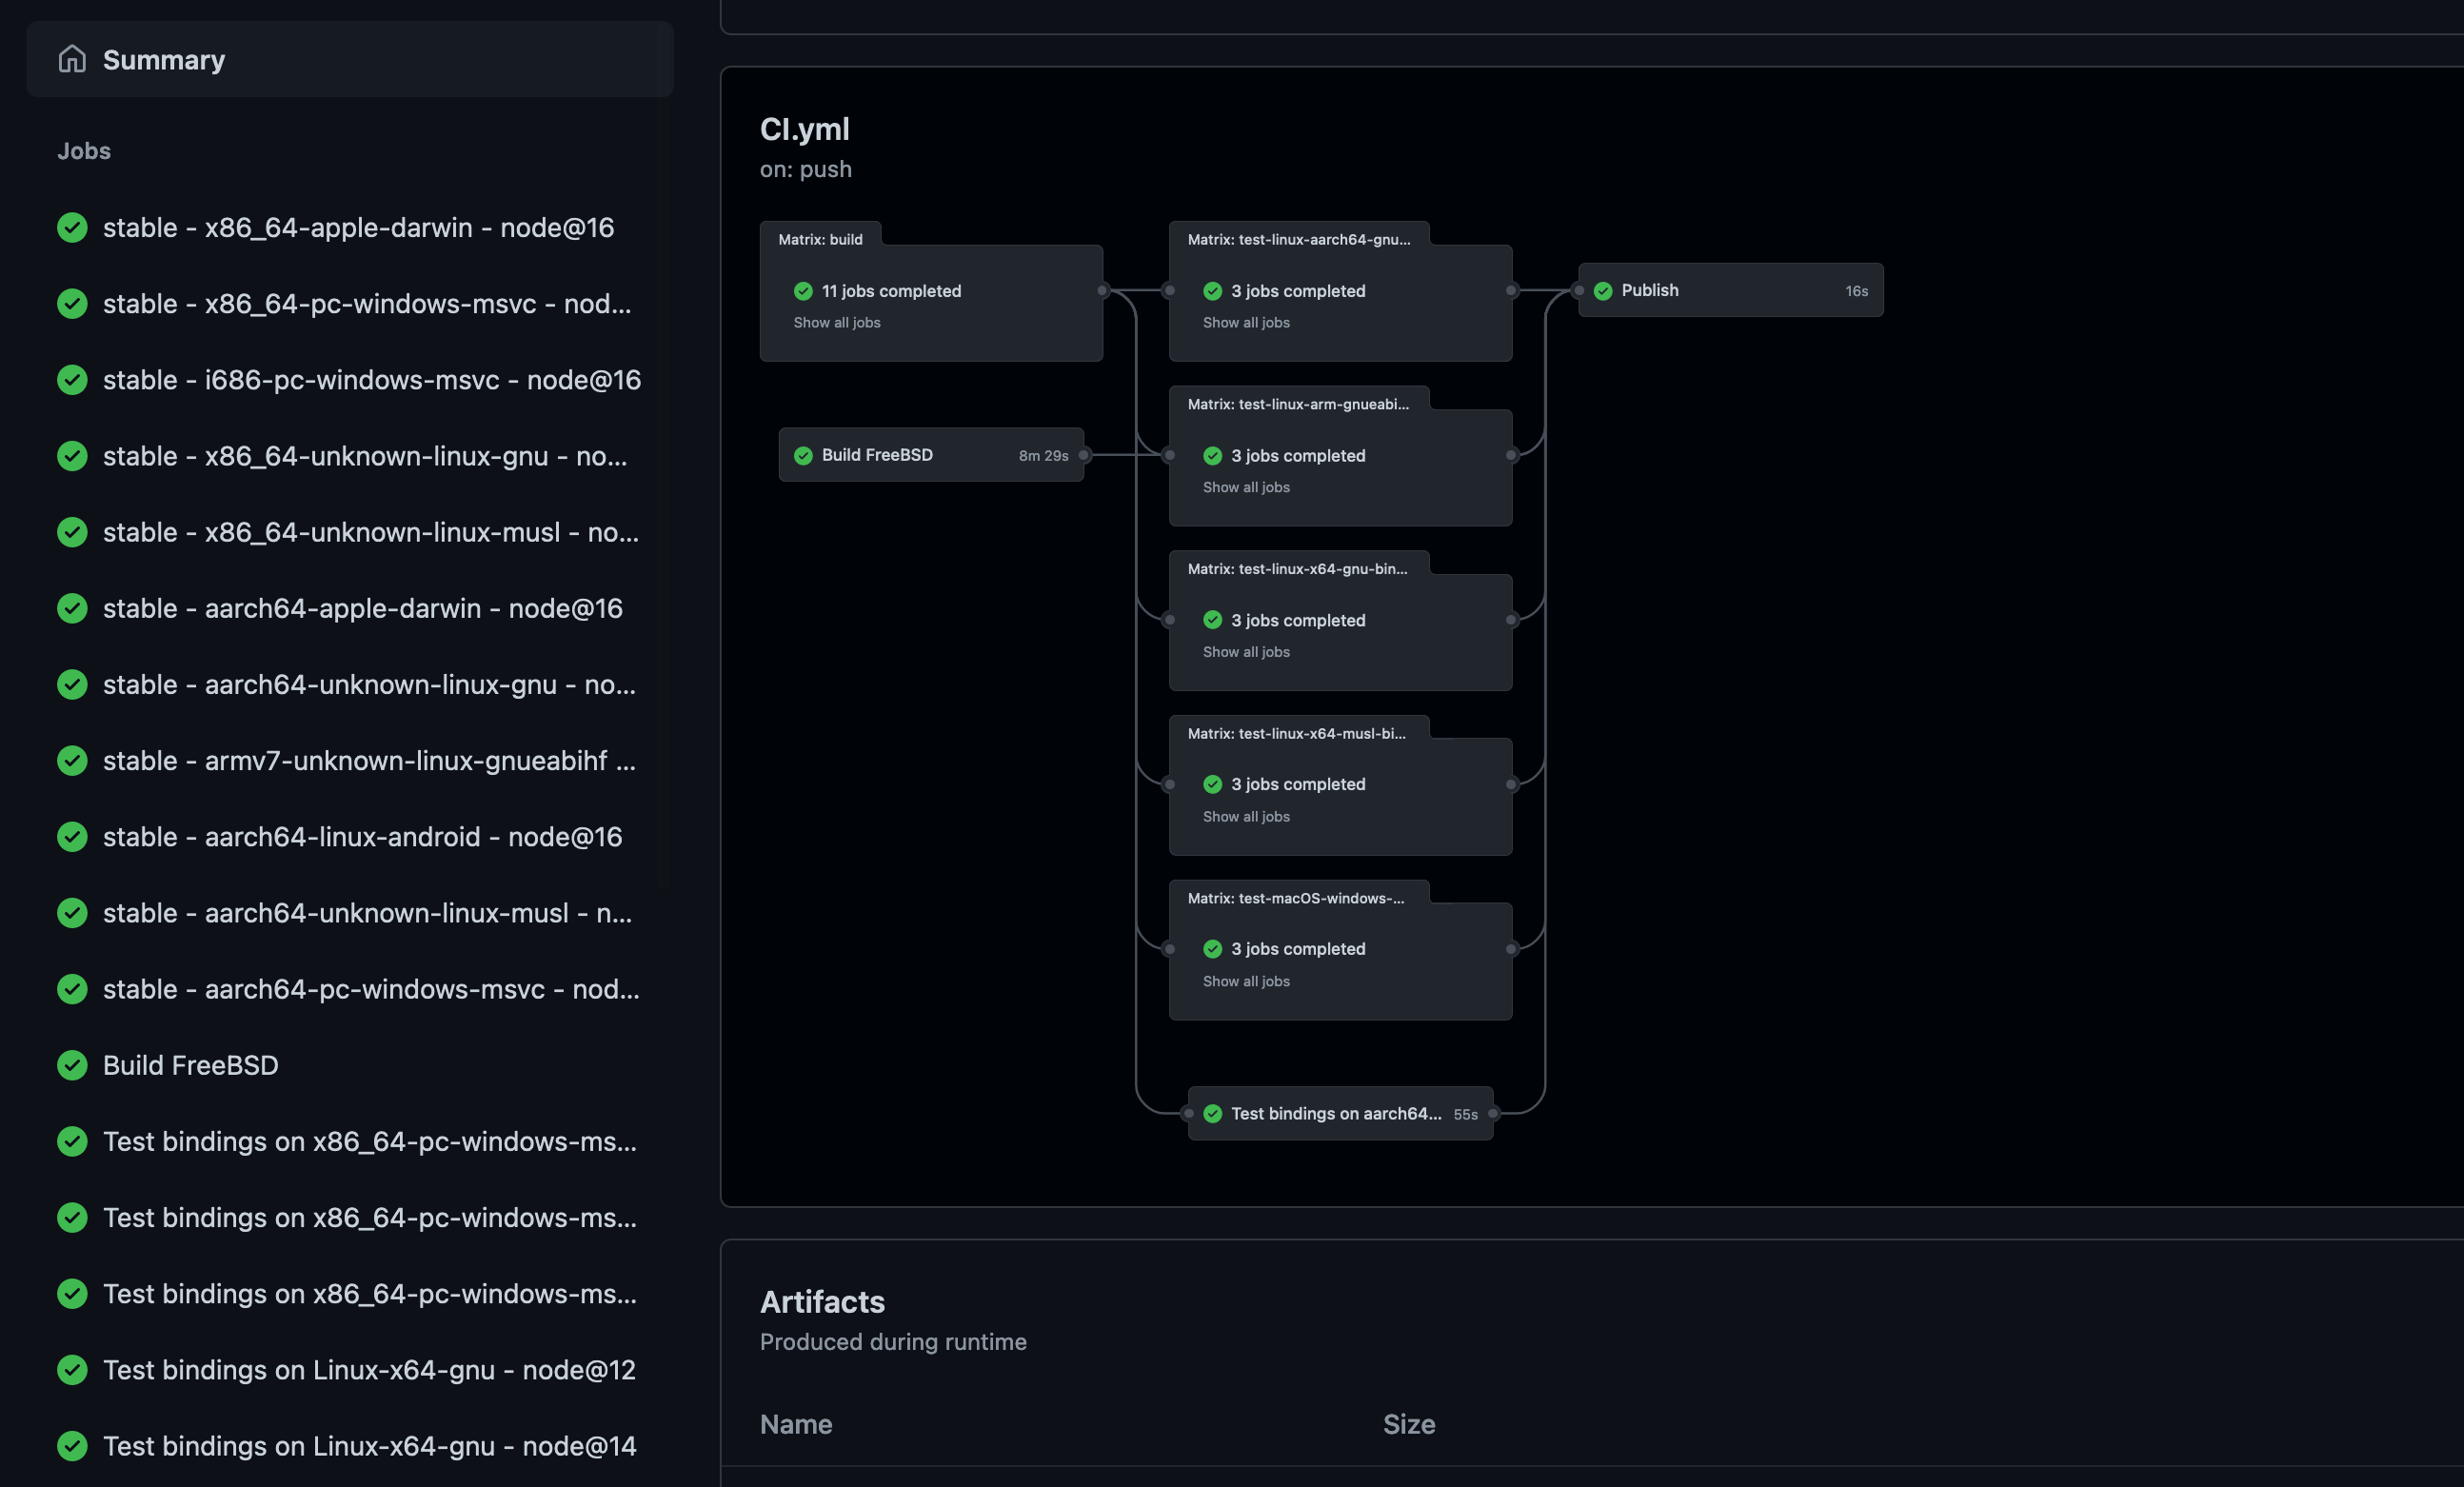 Summary
Jobs
stable - x86_64-apple-darwin - node@16
stable - x86_64-pc-windows-msvc - nod...
stable - i686-pc-windows-msvc - node@16
stable - x86_64-unknown-linux-gnu - no...
stable - x86_64-unknown-linux-musl - no...
stable - aarch64-apple-darwin - node@16
stable - aarch64-unknown-linux-gnu - no...
stable - armv7-unknown-linux-gnueabihf ...
stable - aarch64-linux-android - node@16
stable - aarch64-unknown-linux-musl - n...
stable - aarch64-pc-windows-msvc - nod...
Build FreeBSD
Test bindings on x86_64-pc-windows-ms...
Test bindings on x86_64-pc-windows-ms...
Test bindings on x86_64-pc-windows-ms...
Test bindings on Linux-x64-gnu - node@12
Test bindings on Linux-x64-gnu - node@14
CI.yml
on: push
Matrix: build
11 jobs completed
Show all jobs
Build FreeBSD 8m 29s
Matrix: test-linux-aarch64-gnu...
3 jobs completed
Show all jobs
Matrix: test-linux-arm-gnueabi...
3 jobs completed
Show all jobs
Matrix: test-linux-x64-gnu-bin...
3 jobs completed
Show all jobs
Matrix: test-linux-x64-musl-bi...
3 jobs completed
Show all jobs
Matrix: test-macOS-windows-...
3 jobs completed
Show all jobs
Test bindings on aarch64... 55s
Publish 16s
Artifacts
Produced during runtime
Name Size